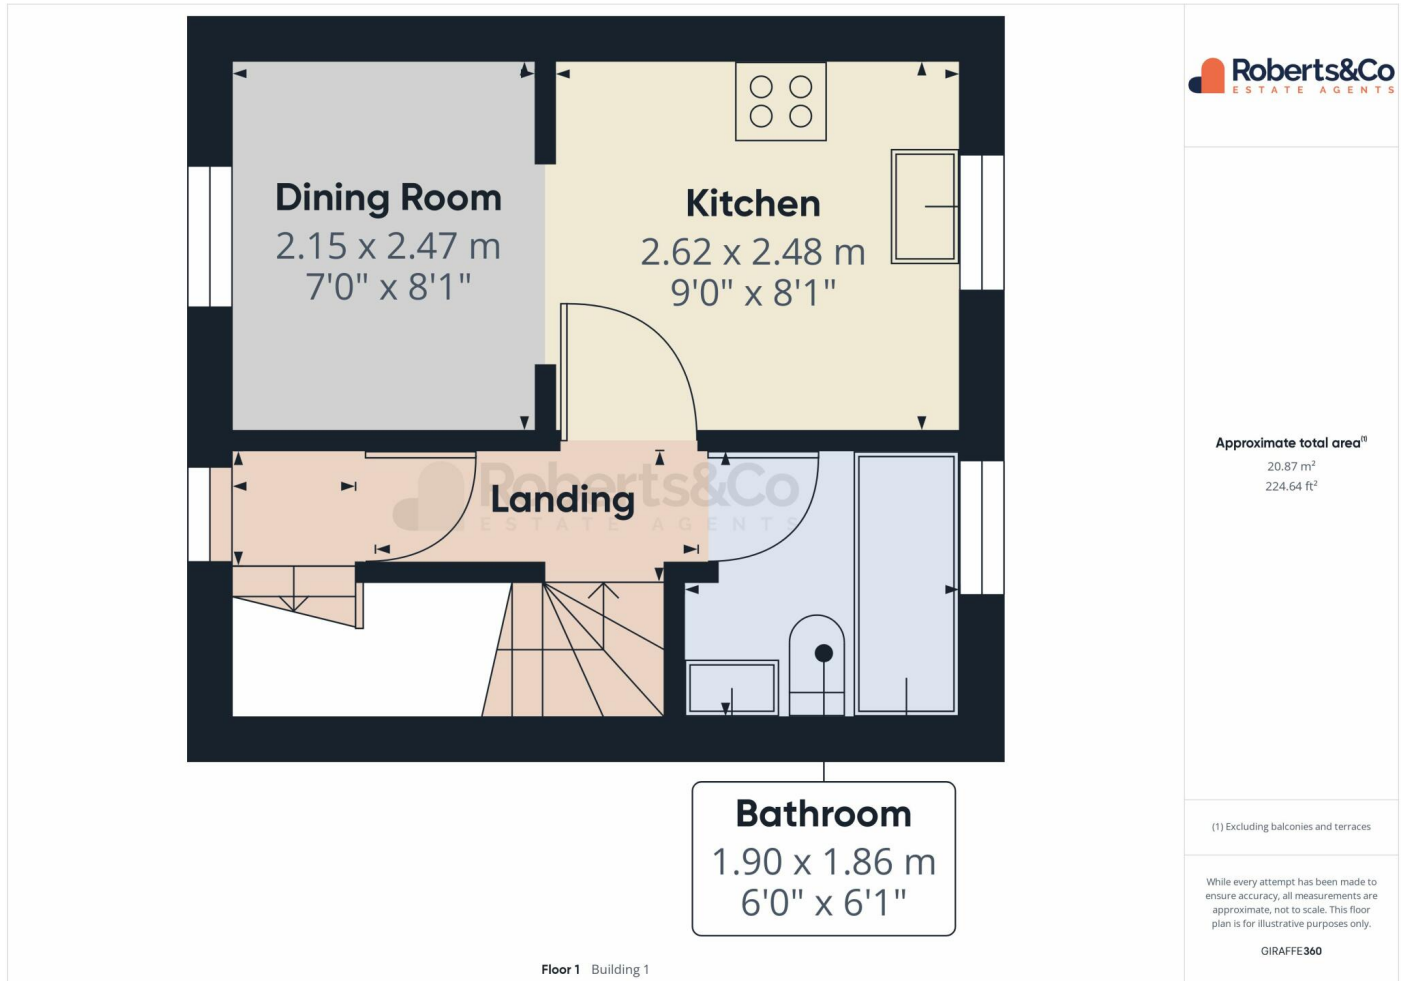 Dining Room
2.15 x 2.47 m
7'0" x 8'1"
Kitchen
2.62 x 2.48 m
9'0" x 8'1"
Roberts&Co
ESTATE AGENTS
Landing
Bathroom
1.90 x 1.86 m
6'0" x 6'1"
Floor 1 Building 1
Roberts&Co
ESTATE AGENTS
Approximate total area(1)
20.87 m²
224.64 ft²
(1) Excluding balconies and terraces
While every attempt has been made to
ensure accuracy, all measurements are
approximate, not to scale. This floor
plan is for illustrative purposes only.
GIRAFFE360